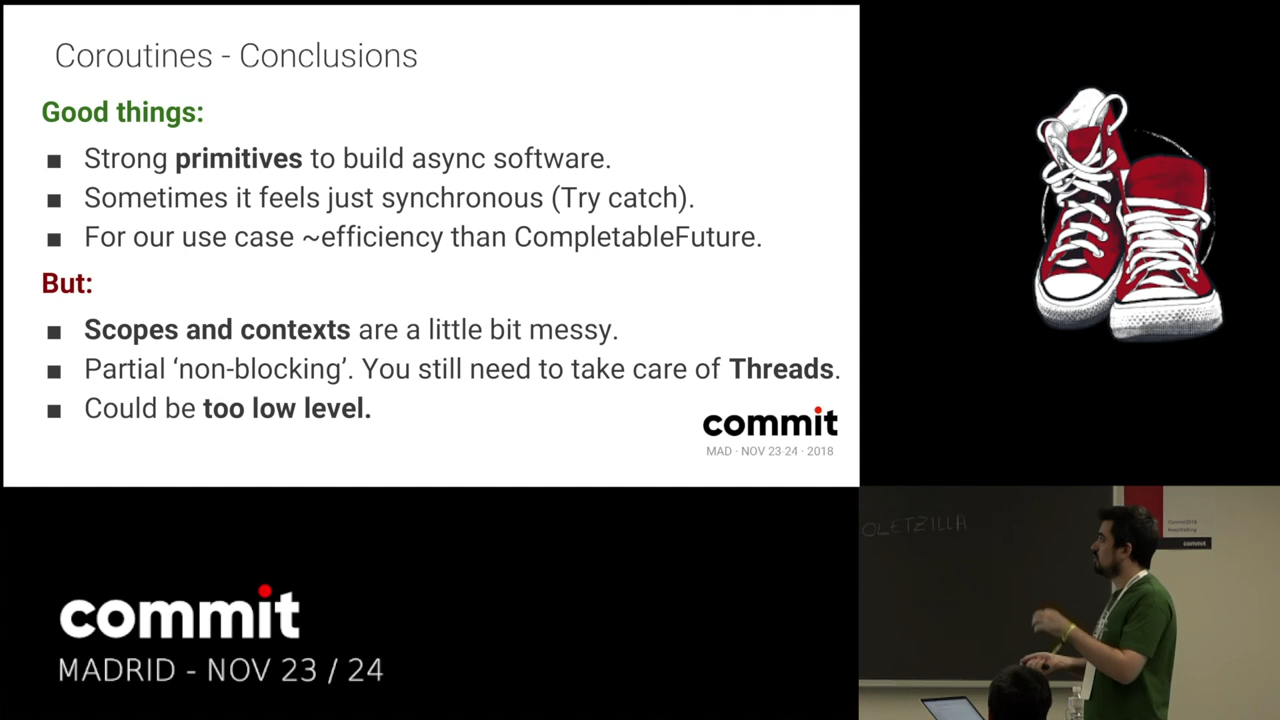 Coroutines - Conclusions
Good things:
■ Strong primitives to build async software.
■ Sometimes it feels just synchronous (Try catch).
■ For our use case ~efficiency than CompletableFuture.
But:
■ Scopes and contexts are a little bit messy.
■ Partial ‘non-blocking’. You still need to take care of Threads.
■ Could be too low level.
commit
MAD · NOV 23-24 · 2018
OLETZILLA
Commit2018
commit
commit
MADRID - NOV 23 / 24